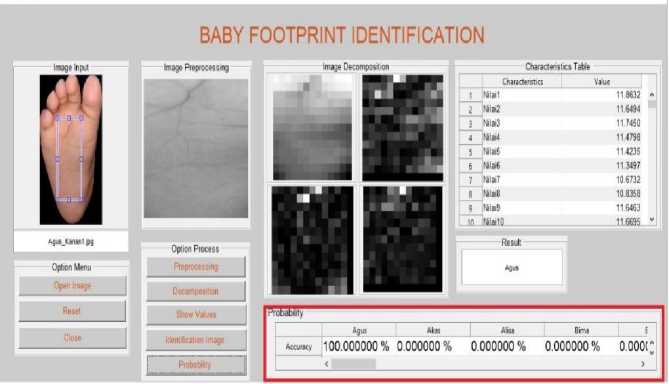 BABY FOOTPRINT IDENTIFICATION
Image Input
Agus_Kanan1.jpg
Option Menu
Open Image
Reset
Close
Image Preprocessing
Option Process
Preprocessing
Decomposition
Show Values
Identification Image
Probability
Image Decomposition
Characteristics Table
Characteristics Value
1 Nilai1 11.8632
2 Nilai2 11.6494
3 Nilai3 11.7450
4 Nilai4 11.4798
5 Nilai5 11.4235
6 Nilai6 11.3497
7 Nilai7 10.6732
8 Nilai8 10.8358
9 Nilai9 11.6463
10 Nilai10 11.6695
Result
Agus
Probability
Agus Akas Alisa Bima
Accuracy 100.000000 % 0.000000 % 0.000000 % 0.000000 %